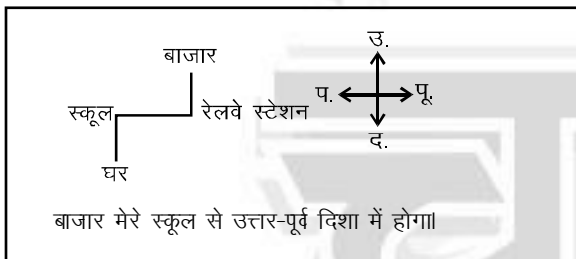 बाजार
उ.
प.
पू.
स्कूल
रेलवे स्टेशन
द.
घर
बाजार मेरे स्कूल से उत्तर-पूर्व दिशा में होगा।